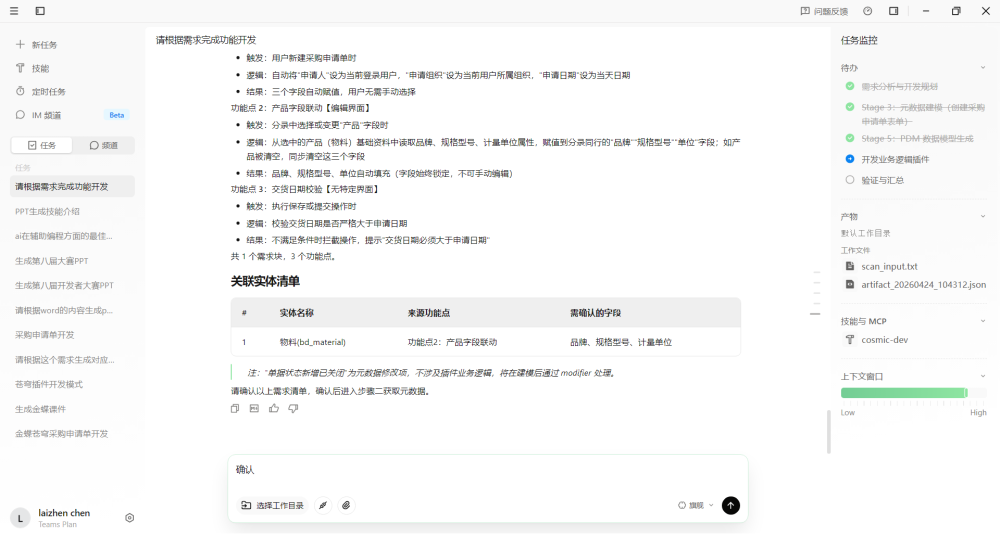 问题反馈
新任务
技能
定时任务
IM 频道 Beta
任务 频道
任务
请根据需求完成功能开发
PPT生成技能介绍
ai在辅助编程方面的最佳...
生成第八届大赛PPT
生成第八届开发者大赛PPT
请根据word的内容生成p...
采购申请单开发
请根据这个需求生成对应...
苍穹插件开发模式
生成金蝶课件
金蝶苍穹采购申请单开发
L laizhen chen
Teams Plan
请根据需求完成功能开发
• 触发：用户新建采购申请单时
• 逻辑：自动将"申请人"设为当前登录用户，"申请组织"设为当前用户所属组织，"申请日期"设为当天日期
• 结果：三个字段自动赋值，用户无需手动选择
功能点 2：产品字段联动【编辑界面】
• 触发：分录中选择或变更"产品"字段时
• 逻辑：从选中的产品（物料）基础资料中读取品牌、规格型号、计量单位属性，赋值到分录同行的"品牌""规格型号""单位"字段；如产
品被清空，同步清空这三个字段
• 结果：品牌、规格型号、单位自动填充（字段始终锁定，不可手动编辑）
功能点 3：交货日期校验【无特定界面】
• 触发：执行保存或提交操作时
• 逻辑：校验交货日期是否严格大于申请日期
• 结果：不满足条件时拦截操作，提示"交货日期必须大于申请日期"
共 1 个需求块，3 个功能点。
关联实体清单
# 实体名称 来源功能点 需确认的字段
1 物料(bd_material) 功能点2：产品字段联动 品牌、规格型号、计量单位
注："单据状态新增已关闭"为元数据修改项，不涉及插件业务逻辑，将在建模后通过 modifier 处理。
请确认以上需求清单，确认后进入步骤二获取元数据。
确认
选择工作目录
旗舰
任务监控
待办
需求分析与开发规划
Stage 3：元数据建模（创建采购
申请单表单）
Stage 5：PDM 数据模型生成
开发业务逻辑插件
验证与汇总
产物
默认工作目录
工作文件
scan_input.txt
artifact_20260424_104312.json
技能与 MCP
cosmic-dev
上下文窗口
Low High